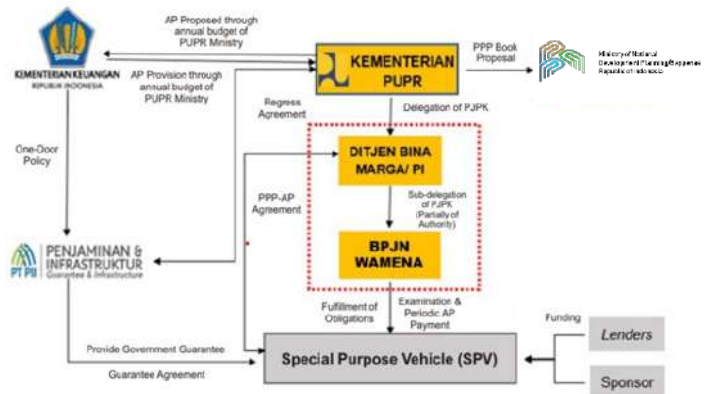 AP Proposed through
annual budget of
PUPR Ministry
KEMENTERIAN KEUANGAN
REPUBLIK INDONESIA
AP Provision through
annual budget of
PUPR Ministry
KEMENTERIAN
PUPR
PPP Book
Proposal
Ministry of National
Development Planning/Bappenas
Republic of Indonesia
Regress
Agreement
Delegation of PJPK
One-Door
Policy
DITJEN BINA
MARGA/ PI
PPP-AP
Agreement
Sub-delegation
of PJPK
(Partially of
Authority)
BPJN
WAMENA
PT PII
PENJAMINAN &
INFRASTRUKTUR
Guarantee & Infrastructure
Fulfillment of
Obligations
Examination &
Periodic AP
Payment
Funding
Lenders
Sponsor
Provide Government Guarantee
Guarantee Agreement
Special Purpose Vehicle (SPV)